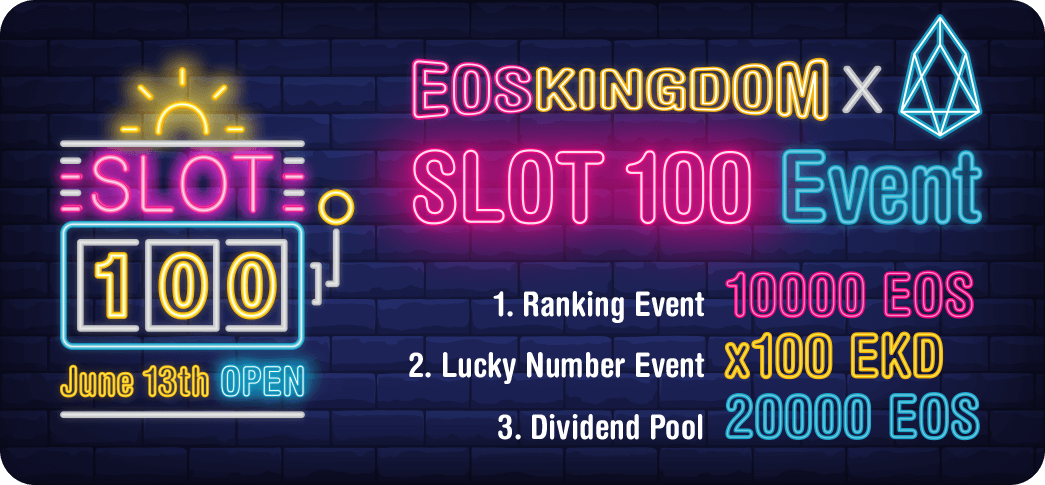 SLOT
100
June 13th OPEN
EOSKINGDOM X
SLOT 100 Event
1. Ranking Event 10000 EOS
2. Lucky Number Event x100 EKD
3. Dividend Pool 20000 EOS